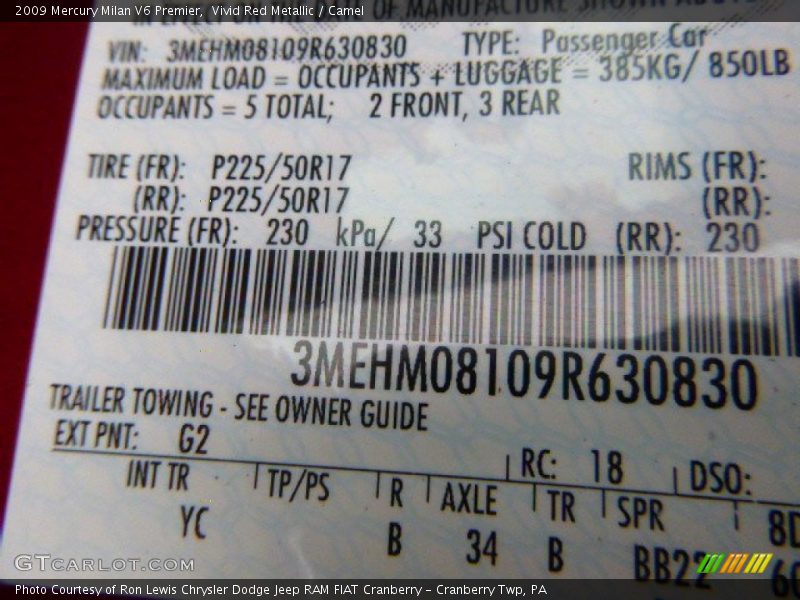 2009 Mercury Milan V6 Premier,  Vivid Red Metallic / Camel
OF MANUFACTURE SHOWN
VIN: 3MEHM08109R630830 TYPE: Passenger Car
MAXIMUM LOAD = OCCUPANTS + LUGGAGE = 385KG/ 850LB
OCCUPANTS = 5 TOTAL; 2 FRONT, 3 REAR
TIRE (FR): P225/50R17 RIMS (FR):
(RR): P225/50R17 (RR):
PRESSURE (FR): 230 kPa/ 33 PSI COLD (RR): 230
3MEHM08109R630830
TRAILER TOWING - SEE OWNER GUIDE
EXT PNT: G2 RC: 18 DSO:
INT TR TP/PS R AXLE TR SPR
YC B 34 B BB22
GTCARLOT.COM
Photo Courtesy of Ron Lewis Chrysler Dodge Jeep RAM FIAT Cranberry – Cranberry Twp, PA